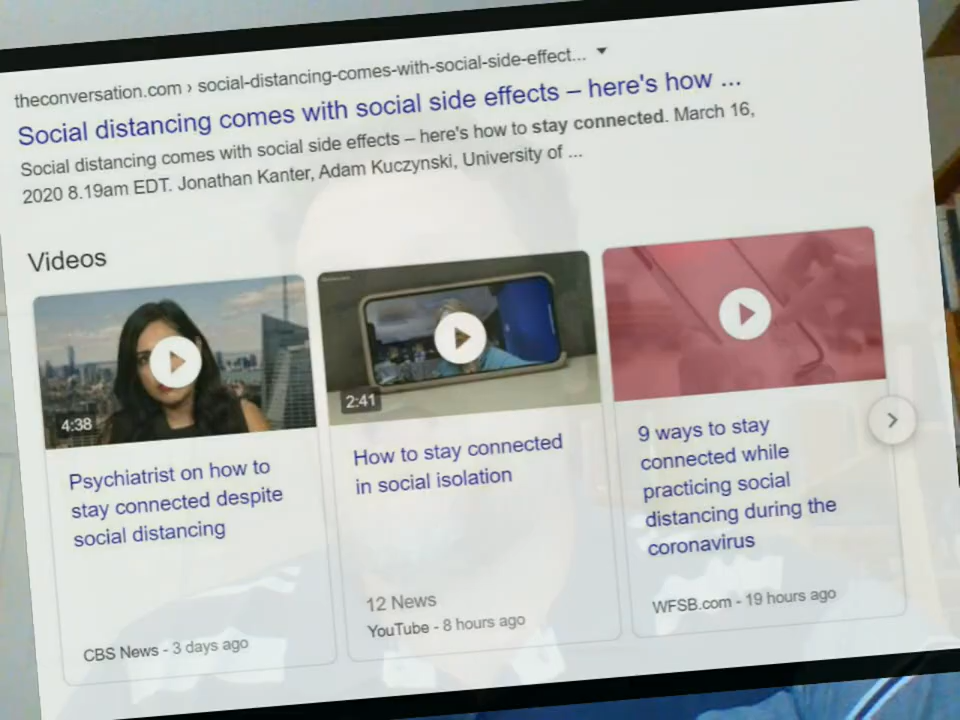 theconversation.com › social-distancing-comes-with-social-side-effect...
Social distancing comes with social side effects – here's how ...
Social distancing comes with social side effects – here's how to stay connected. March 16,
2020 8.19am EDT. Jonathan Kanter, Adam Kuczynski, University of ...
Videos
4:38
Psychiatrist on how to
stay connected despite
social distancing
CBS News - 3 days ago
2:41
How to stay connected
in social isolation
12 News
YouTube - 8 hours ago
9 ways to stay
connected while
practicing social
distancing during the
coronavirus
WFSB.com - 19 hours ago